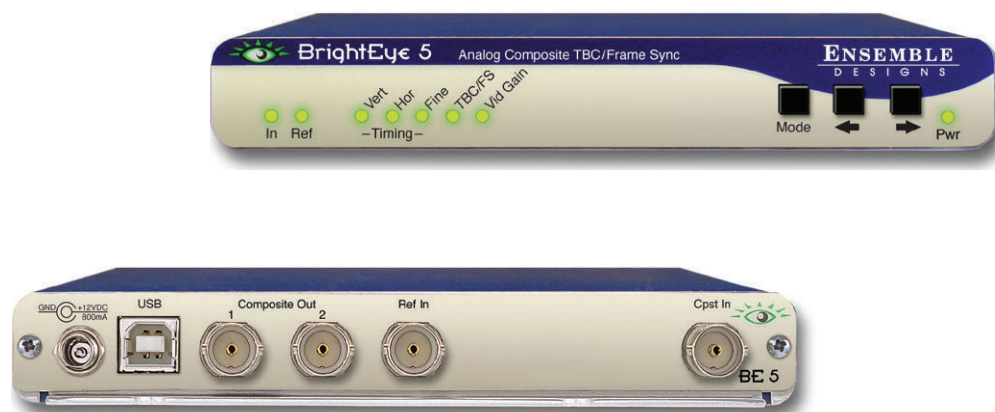 BrightEye 5
Analog Composite TBC/Frame Sync
ENSEMBLE
DESIGNS
Vert
Hor
Fine
TBC/FS
Vid Gain
In
Ref
–Timing–
Mode
Pwr
GND
+12VDC
800mA
USB
Composite Out
1
2
Ref In
Cpst In
BE 5